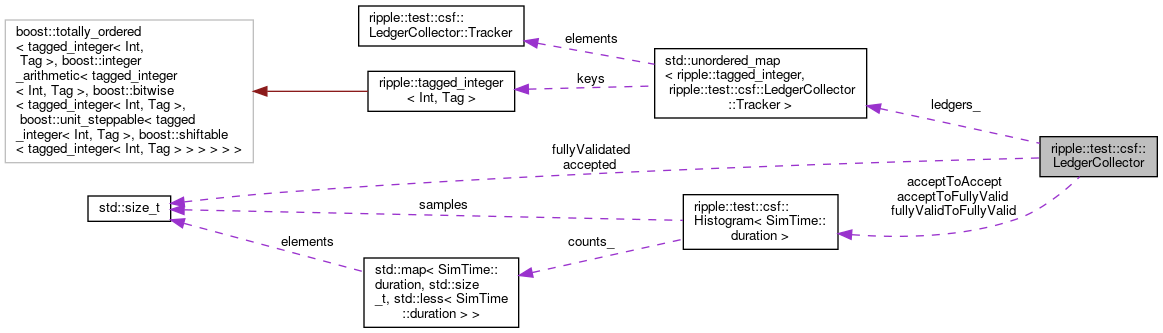 boost::totally_ordered
< tagged_integer< Int,
Tag >, boost::integer
_arithmetic< tagged_integer
< Int, Tag >, boost::bitwise
< tagged_integer< Int, Tag >,
boost::unit_steppable< tagged
_integer< Int, Tag >, boost::shiftable
< tagged_integer< Int, Tag > > > > > >
ripple::test::csf::
LedgerCollector::Tracker
elements
ripple::tagged_integer
< Int, Tag >
keys
std::unordered_map
< ripple::tagged_integer,
ripple::test::csf::LedgerCollector
::Tracker >
ledgers_
ripple::test::csf::
LedgerCollector
fullyValidated
accepted
acceptToAccept
acceptToFullyValid
fullyValidToFullyValid
std::size_t
samples
ripple::test::csf::
Histogram< SimTime::
duration >
elements
counts_
std::map< SimTime::
duration, std::size
_t, std::less< SimTime
::duration > >